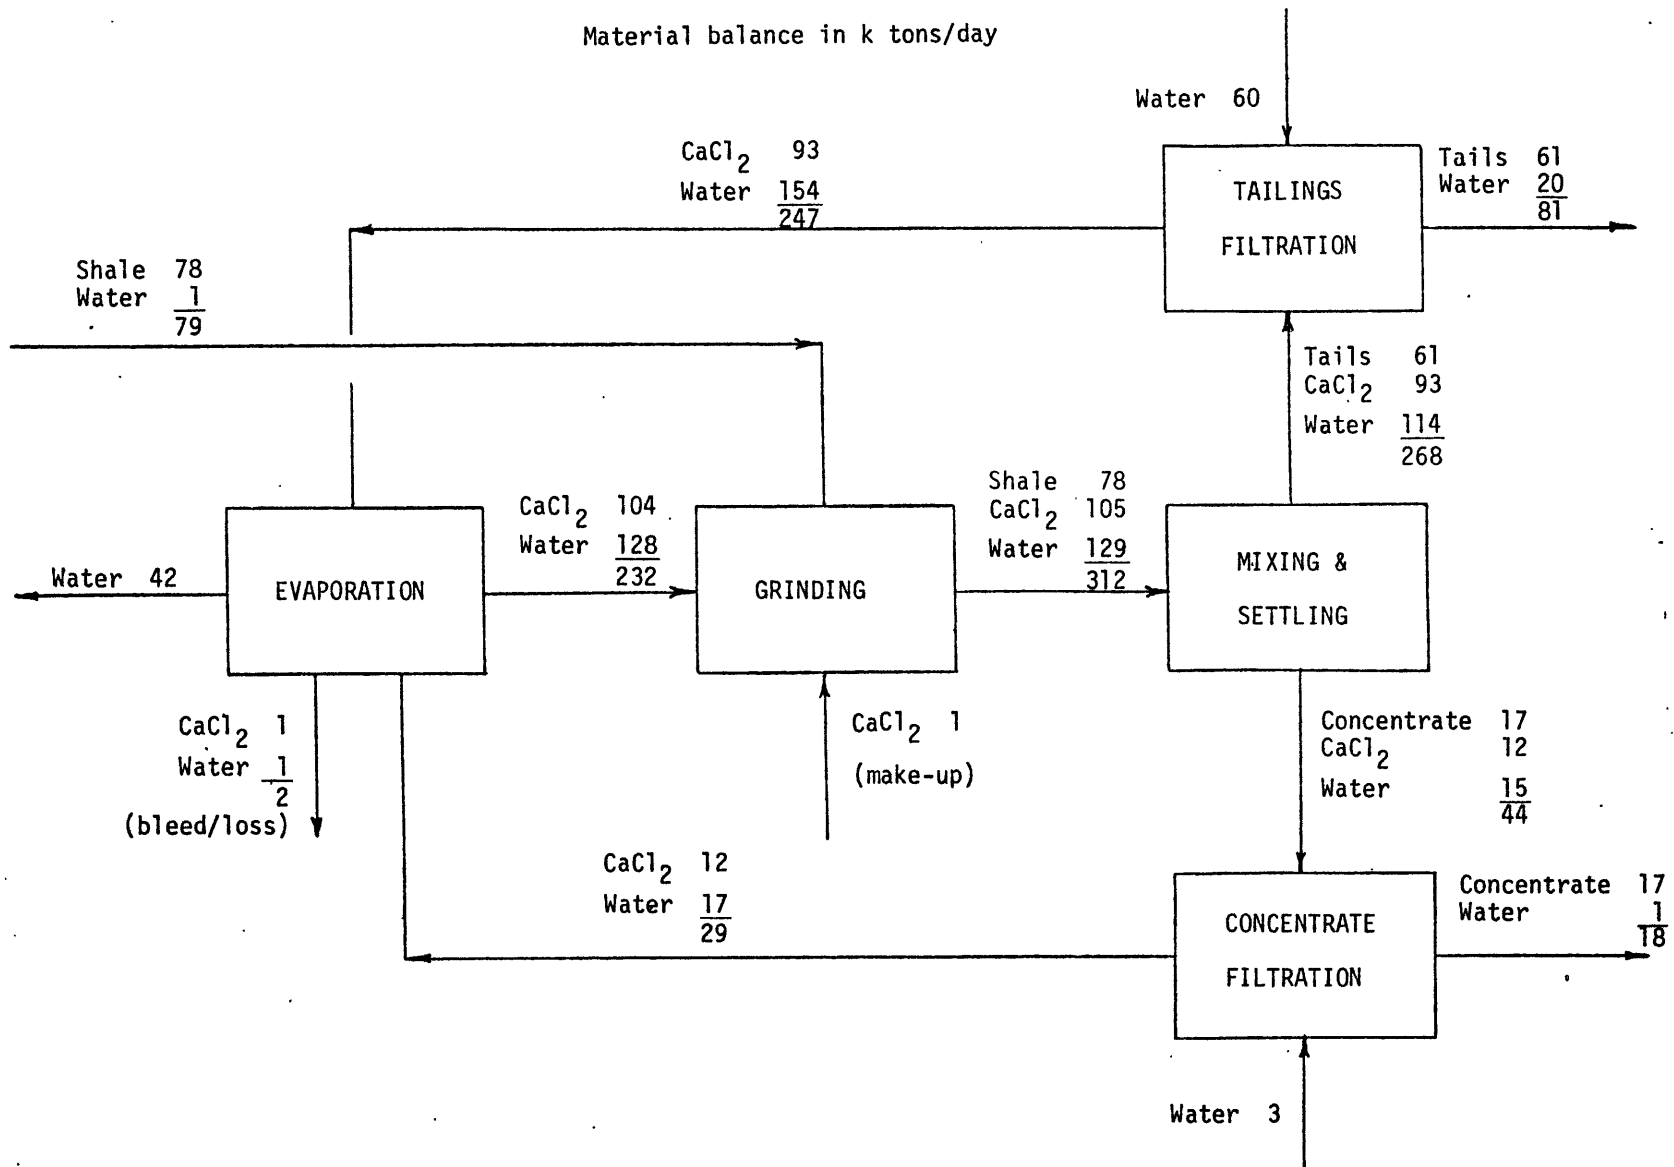 Material balance in k tons/day
Water 60
CaCl2 93
Water 154
247
TAILINGS
FILTRATION
Tails 61
Water 20
81
Shale 78
Water 1
79
Tails 61
CaCl2 93
Water 114
268
Water 42
EVAPORATION
CaCl2 104
Water 128
232
GRINDING
Shale 78
CaCl2 105
Water 129
312
MIXING &
SETTLING
CaCl2 1
Water 1
2
(bleed/loss)
CaCl2 1
(make-up)
Concentrate 17
CaCl2 12
Water 15
44
CaCl2 12
Water 17
29
CONCENTRATE
FILTRATION
Concentrate 17
Water 1
18
Water 3